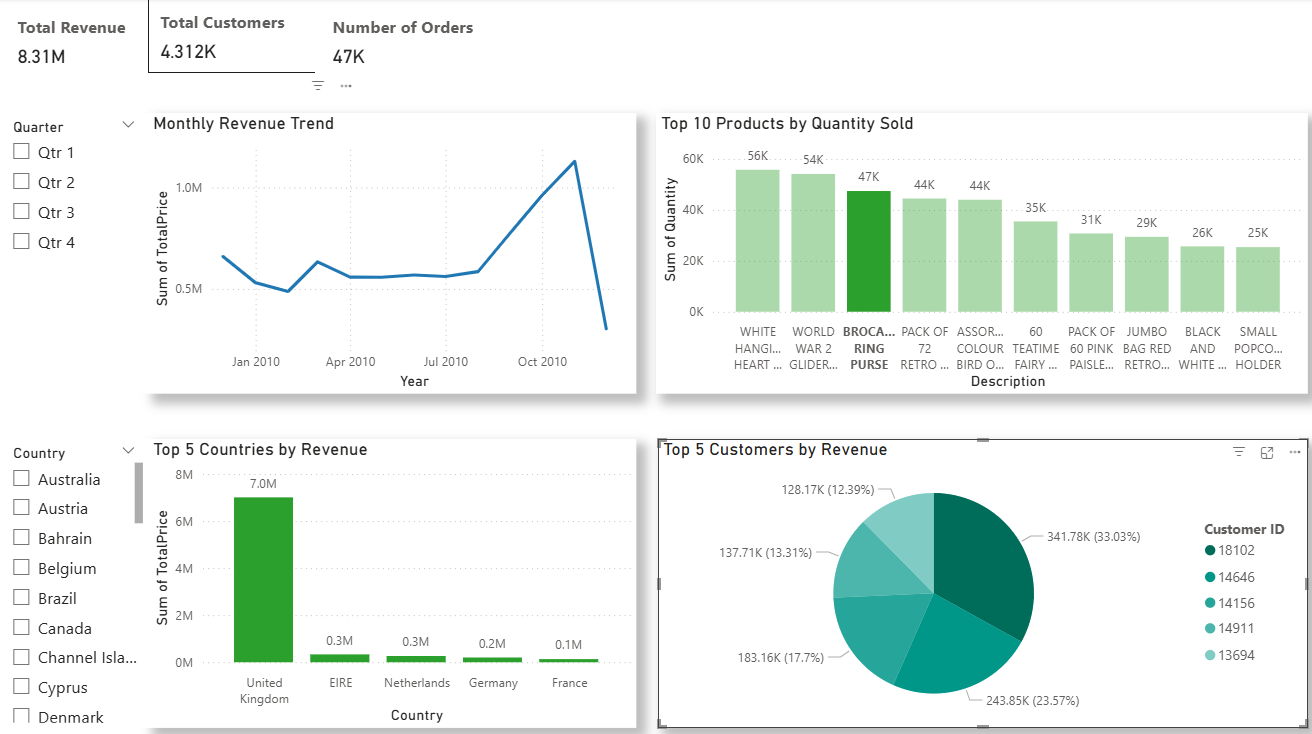 Total Revenue
8.31M
Total Customers
4.312K
Number of Orders
47K
Quarter
Qtr 1
Qtr 2
Qtr 3
Qtr 4
Monthly Revenue Trend
Sum of TotalPrice
1.0M
0.5M
Jan 2010
Apr 2010
Jul 2010
Oct 2010
Year
Top 10 Products by Quantity Sold
Sum of Quantity
60K
40K
20K
0K
56K
54K
47K
44K
44K
35K
31K
29K
26K
25K
WHITE
HANGI...
HEART ...
WORLD
WAR 2
GLIDER...
BROCA...
RING
PURSE
PACK OF
72
RETRO ...
ASSOR...
COLOUR
BIRD O...
60
TEATIME
FAIRY ...
PACK OF
60 PINK
PAISLE...
JUMBO
BAG RED
RETRO...
BLACK
AND
WHITE ...
SMALL
POPCO...
HOLDER
Description
Country
Australia
Austria
Bahrain
Belgium
Brazil
Canada
Channel Isla...
Cyprus
Denmark
Top 5 Countries by Revenue
Sum of TotalPrice
8M
6M
4M
2M
0M
7.0M
0.3M
0.3M
0.2M
0.1M
United
Kingdom
EIRE
Netherlands
Germany
France
Country
Top 5 Customers by Revenue
128.17K (12.39%)
137.71K (13.31%)
183.16K (17.7%)
341.78K (33.03%)
243.85K (23.57%)
Customer ID
18102
14646
14156
14911
13694